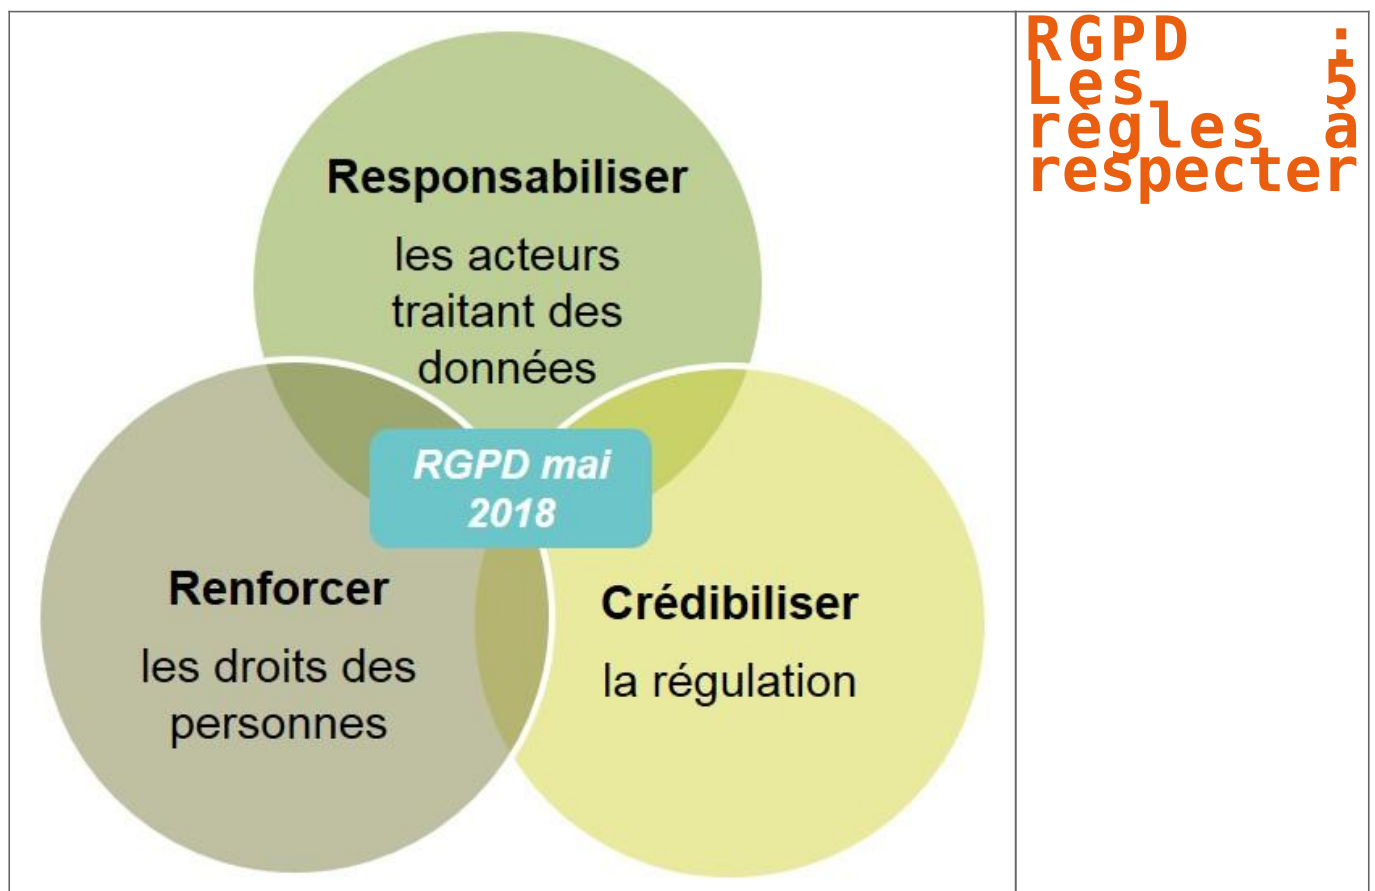 Responsabiliser
les acteurs
traitant des
données
RGPD mai
2018
Renforcer
les droits des
personnes
Crédibiliser
la régulation
RGPD :
Les 5
règles à
respecter